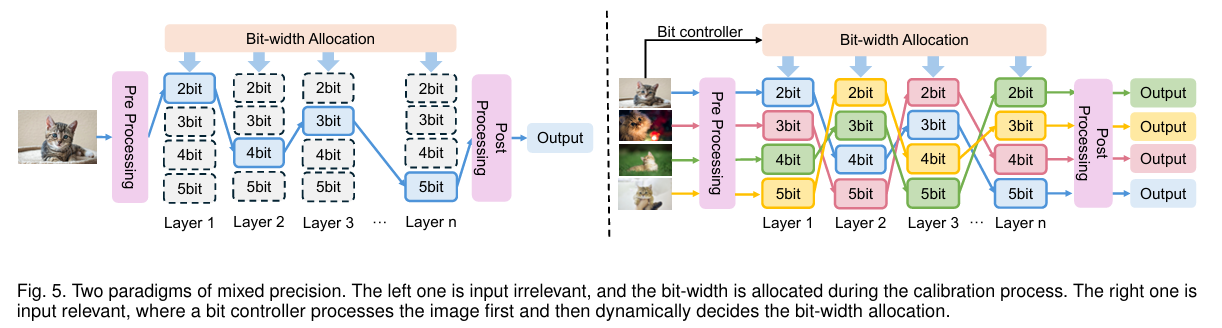 Bit-width Allocation
Pre Processing
2bit
3bit
4bit
5bit
Layer 1
2bit
3bit
4bit
5bit
Layer 2
2bit
3bit
4bit
5bit
Layer 3
...
2bit
3bit
4bit
5bit
Layer n
Post
Processing
Output
Bit controller
Bit-width Allocation
Pre Processing
2bit
3bit
4bit
5bit
Layer 1
2bit
3bit
4bit
5bit
Layer 2
2bit
3bit
4bit
5bit
Layer 3
...
2bit
3bit
4bit
5bit
Layer n
Post
Processing
Output
Output
Output
Output
Fig. 5. Two paradigms of mixed precision. The left one is input irrelevant, and the bit-width is allocated during the calibration process. The right one is
input relevant, where a bit controller processes the image first and then dynamically decides the bit-width allocation.